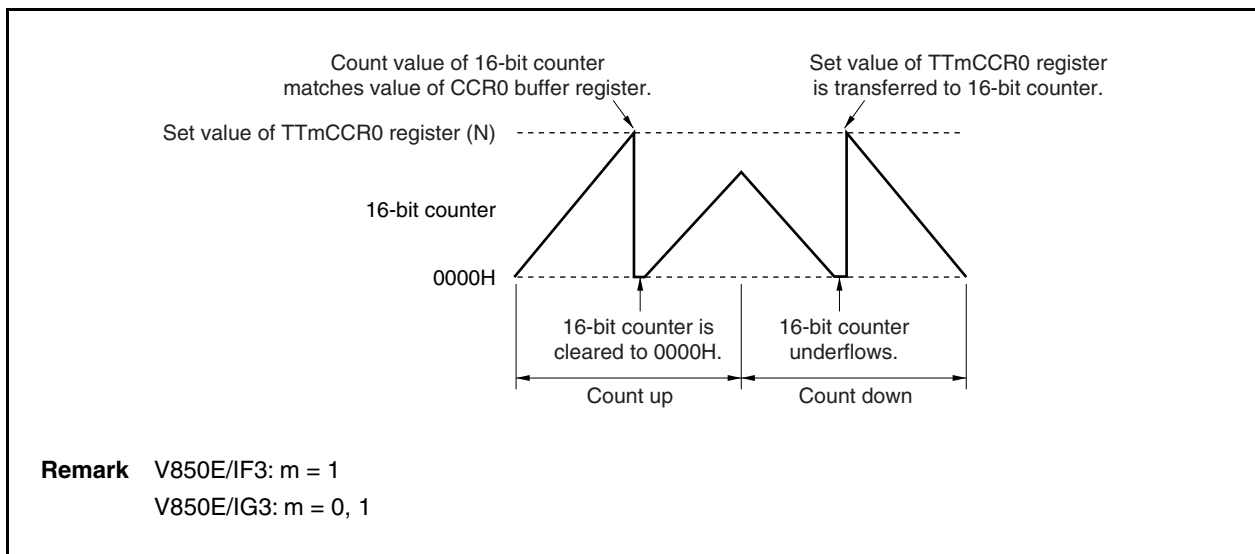 Count value of 16-bit counter
matches value of CCR0 buffer register.
Set value of TTmCCR0 register
is transferred to 16-bit counter.
Set value of TTmCCR0 register (N)
16-bit counter
0000H
16-bit counter is
cleared to 0000H.
16-bit counter
underflows.
Count up
Count down
Remark V850E/IF3: m = 1
V850E/IG3: m = 0, 1